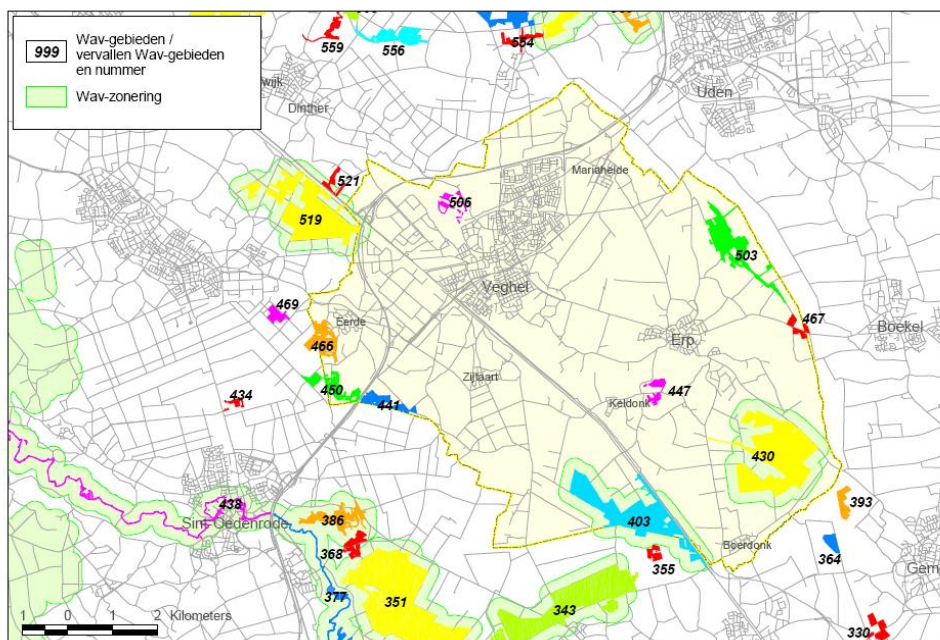 999
Wav-gebieden /
vervallen Wav-gebieden
en nummer
Wav-zonering
559
556
554
wijk
Dinther
Uden
Mariaheide
521
506
519
503
Veghel
469
467
Boekel
Eerde
466
Erp
Zijtaart
450
434
441
447
Keldonk
430
438
Sint-Oedenrode
386
403
393
368
Boerdonk
364
355
Gem
377
351
343
330
1 0 1 2 Kilometers